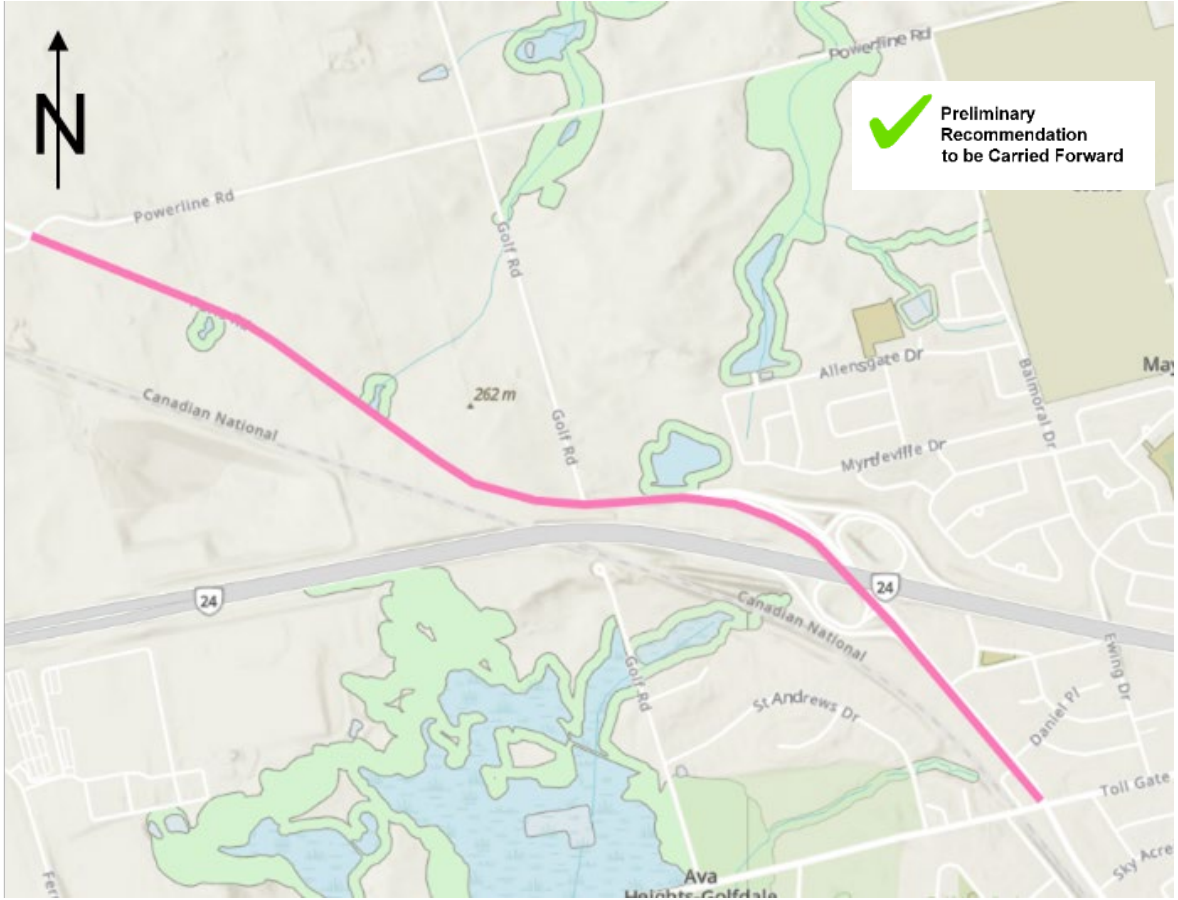 N
Powerline Rd
Preliminary
Recommendation
to be Carried Forward
Powerline Rd
Golf Rd
Allensgate Dr
Balmoral Dr
May
Canadian National
262 m
Golf Rd
Myrtleville Dr
24
24
Canadian National
Ewing Dr
Golf Rd
St Andrews Dr
Daniel Pl
Toll Gate
Sky Acre
Ava
Heights-Golfdale